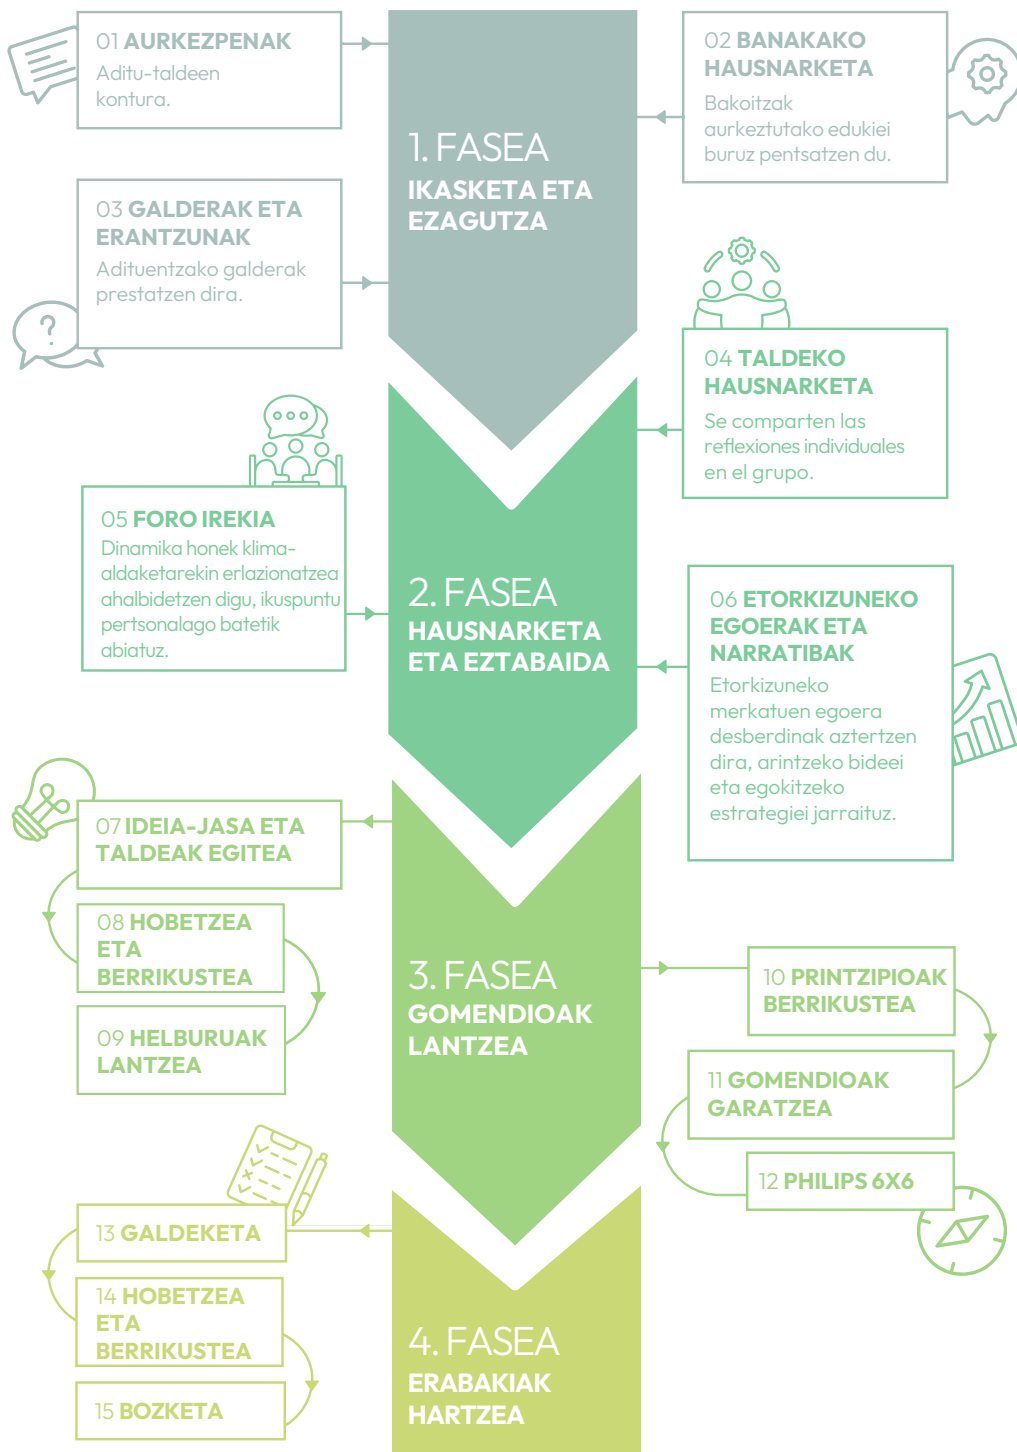 01 AURKEZPENAK
Aditu-taldeen
kontura.
02 BANAKAKO
HAUSNARKETA
Bakoitzak
aurkeztutako edukiei
buruz pentsatzen du.
1. FASEA
IKASKETA ETA
EZAGUTZA
03 GALDERAK ETA
ERANTZUNAK
Adituentzako galderak
prestatzen dira.
?
04 TALDEKO
HAUSNARKETA
Se comparten las
reflexiones individuales
en el grupo.
05 FORO IREKIA
Dinamika honek klima-
aldaketarekin erlazionatzea
ahalbidetzen digu, ikuspuntu
pertsonalago batetik
abiatuz.
2. FASEA
HAUSNARKETA
ETA EZTABAIDA
06 ETORKIZUNEKO
EGOERAK ETA
NARRATIBAK
Etorkizuneko
merkatuen egoera
desberdinak aztertzen
dira, arintzeko bideei
eta egokitzeko
estrategiei jarraituz.
07 IDEIA-JASA ETA
TALDEAK EGITEA
08 HOBETZEA
ETA
BERRIKUSTEA
09 HELBURUAK
LANTZEA
3. FASEA
GOMENDIOAK
LANTZEA
10 PRINTZIPIOAK
BERRIKUSTEA
11 GOMENDIOAK
GARATZEA
12 PHILIPS 6X6
13 GALDEKETA
14 HOBETZEA
ETA
BERRIKUSTEA
15 BOZKETA
4. FASEA
ERABAKIAK
HARTZEA